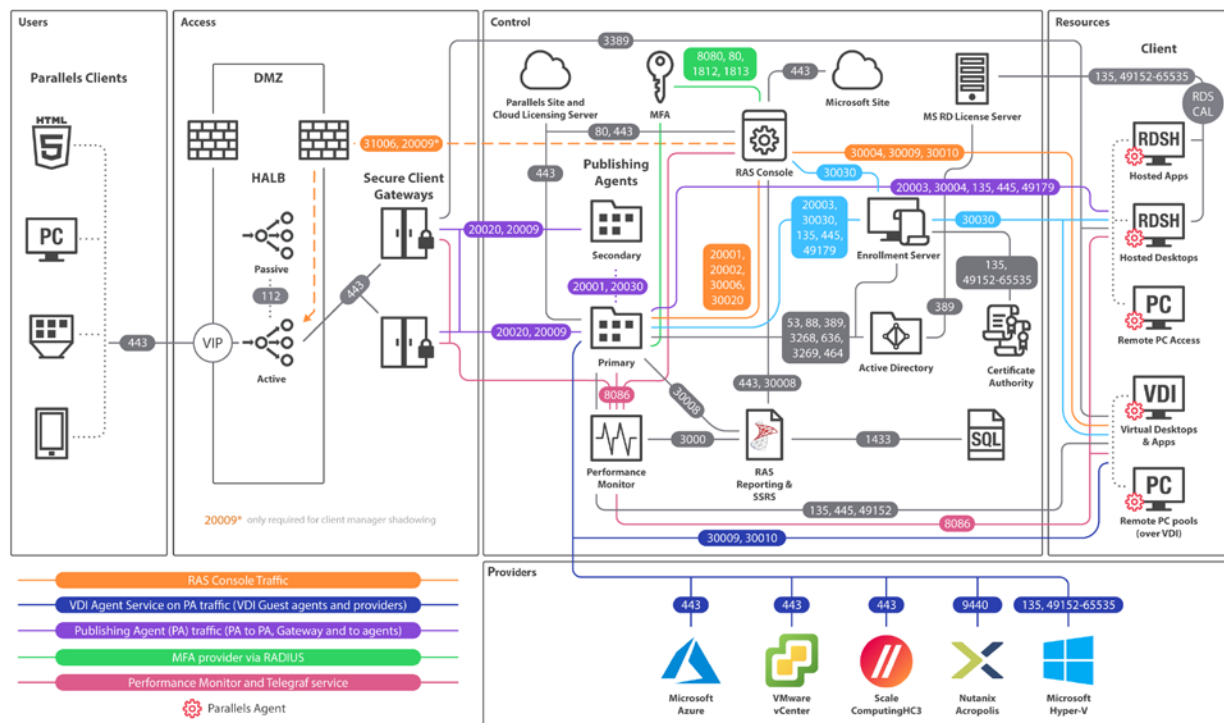 Users
Access
Control
Resources
Parallels Clients
HTML
5
PC
443
DMZ
HALB
Passive
112
VIP
Active
443
20009* only required for client manager shadowing
31006, 20009*
Secure Client
Gateways
20020, 20009
20020, 20009
3389
Parallels Site and
Cloud Licensing Server
MFA
8080, 80,
1812, 1813
443
Microsoft Site
MS RD License Server
80, 443
443
RAS Console
Publishing
Agents
Secondary
20001, 20030
Primary
30004, 30009, 30010
30030
20003, 30004, 135, 445, 49179
20003,
30030,
135, 445,
49179
20001,
20002,
30006,
30020
Enrollment Server
30030
135,
49152-65535
389
53, 88, 389,
3268, 636,
3269, 464
Active Directory
Certificate
Authority
443, 30008
30008
8086
3000
1433
SQL
Performance
Monitor
RAS
Reporting &
SSRS
135, 445, 49152
8086
30009, 30010
Client
135, 49152-65535
RDS
CAL
RDSH
Hosted Apps
RDSH
Hosted Desktops
PC
Remote PC Access
VDI
Virtual Desktops
& Apps
PC
Remote PC pools
(over VDI)
RAS Console Traffic
VDI Agent Service on PA traffic (VDI Guest agents and providers)
Publishing Agent (PA) traffic (PA to PA, Gateway and to agents)
MFA provider via RADIUS
Performance Monitor and Telegraf service
Parallels Agent
Providers
443
443
443
9440
135, 49152-65535
Microsoft
Azure
VMware
vCenter
Scale
ComputingHC3
Nutanix
Acropolis
Microsoft
Hyper-V